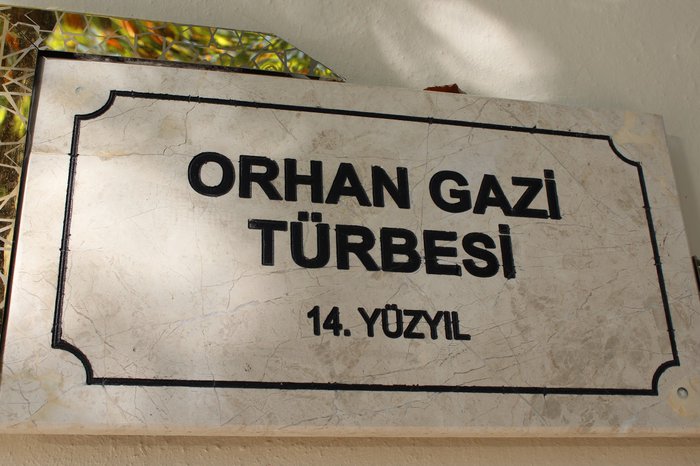 ORHAN GAZİ
TÜRBESİ
14. YÜZYIL